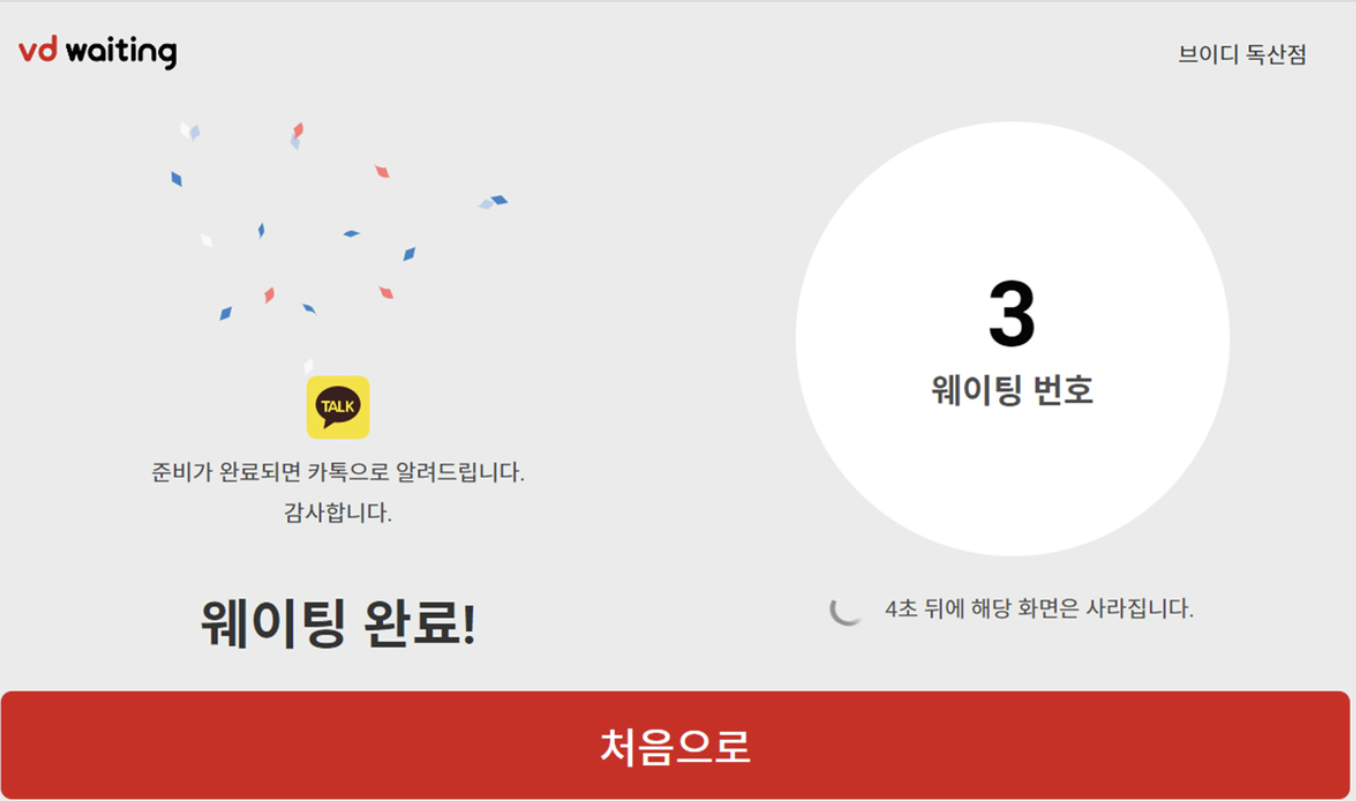 vd waiting
브이디 독산점
TALK
준비가 완료되면 카톡으로 알려드립니다.
감사합니다.
웨이팅 완료!
3
웨이팅 번호
4초 뒤에 해당 화면은 사라집니다.
처음으로